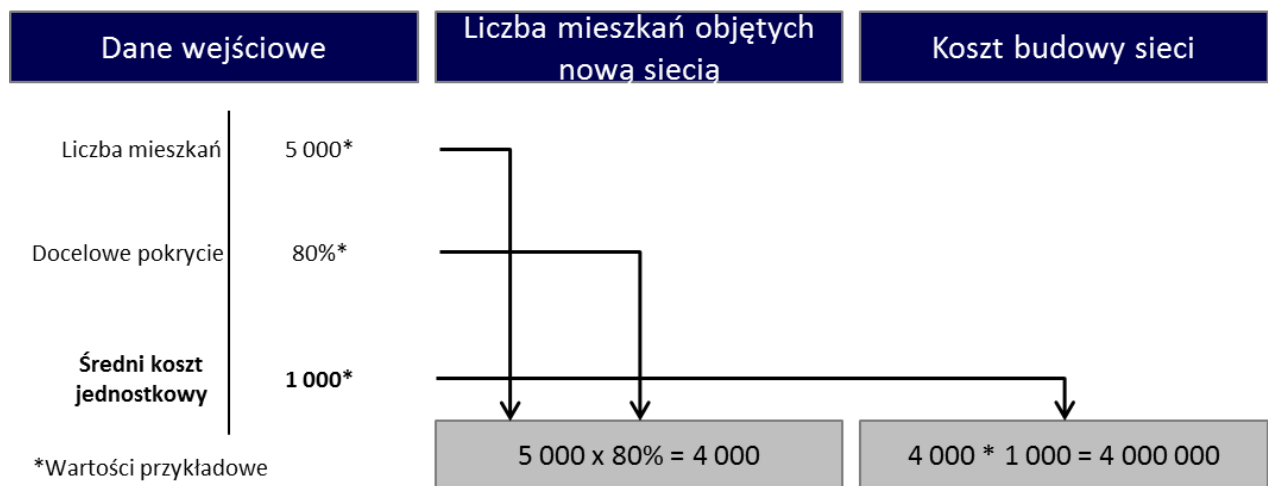 Dane wejściowe
Liczba mieszkań objętych
nową siecią
Koszt budowy sieci
Liczba mieszkań 5 000*
Docelowe pokrycie 80%*
Średni koszt
jednostkowy
1 000*
5 000 x 80% = 4 000
4 000 * 1 000 = 4 000 000
*Wartości przykładowe